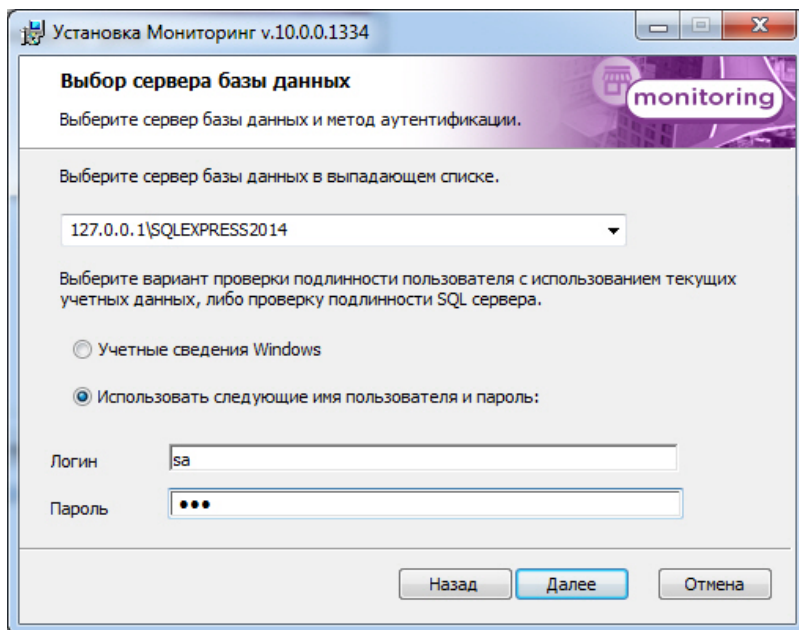 Установка Мониторинг v.10.0.0.1334
Выбор сервера базы данных
Выберите сервер базы данных и метод аутентификации.
monitoring
Выберите сервер базы данных в выпадающем списке.
127.0.0.1\SQLEXPRESS2014
Выберите вариант проверки подлинности пользователя с использованием текущих
учетных данных, либо проверку подлинности SQL сервера.
Учетные сведения Windows
Использовать следующие имя пользователя и пароль:
Логин
sa
Пароль
●●●
Назад
Далее
Отмена